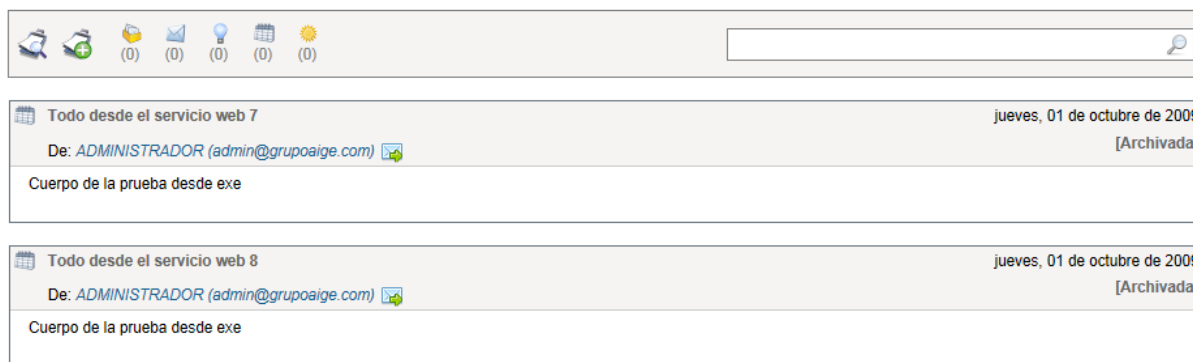 (0) (0) (0) (0) (0)
Todo desde el servicio web 7 jueves, 01 de octubre de 2009
De: ADMINISTRADOR (admin@grupoaige.com) [Archivada
Cuerpo de la prueba desde exe
Todo desde el servicio web 8 jueves, 01 de octubre de 2009
De: ADMINISTRADOR (admin@grupoaige.com) [Archivada
Cuerpo de la prueba desde exe